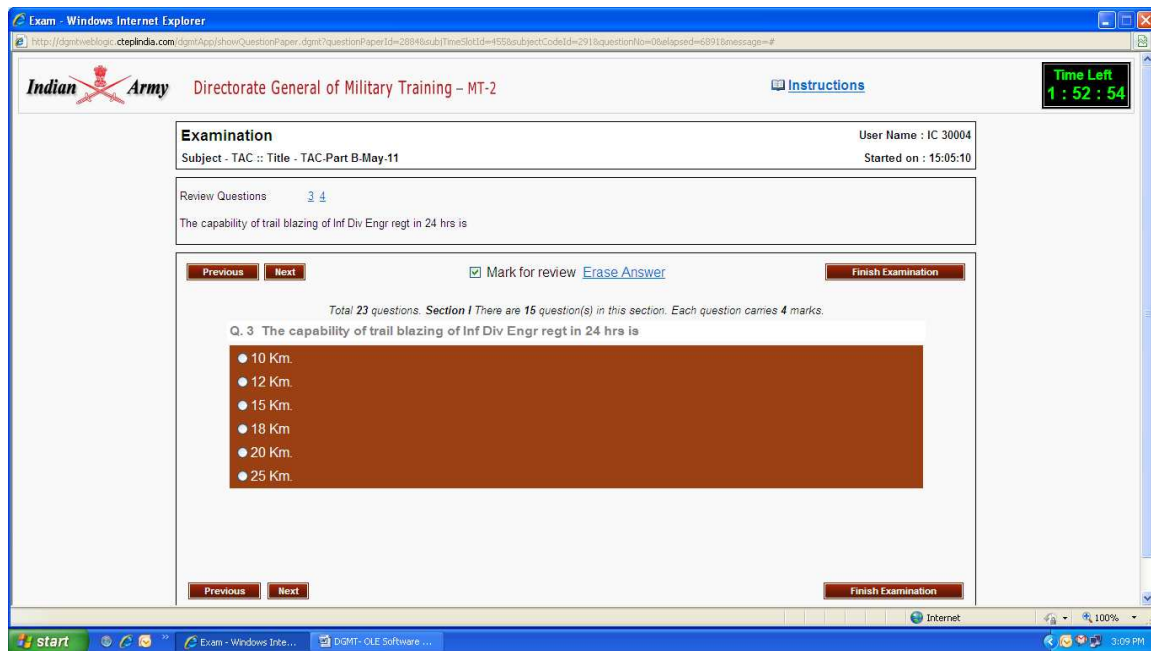 Exam - Windows Internet Explorer
http://dgmtweblogic.cteplindia.com/dgmtApp/showQuestionPaper.dgmt?questionPaperId=2884&subjTimeSlotId=455&subjectCodeId=291&questionNo=0&elapsed=6891&message=#
Indian Army Directorate General of Military Training – MT-2 Instructions
Time Left
1 : 52 : 54
Examination User Name : IC 30004
Subject - TAC :: Title - TAC-Part B-May-11 Started on : 15:05:10
Review Questions 3 4
The capability of trail blazing of Inf Div Engr regt in 24 hrs is
Previous Next Mark for review Erase Answer Finish Examination
Total 23 questions. Section I There are 15 question(s) in this section. Each question carries 4 marks.
Q. 3 The capability of trail blazing of Inf Div Engr regt in 24 hrs is
10 Km.
12 Km.
15 Km.
18 Km
20 Km.
25 Km.
Previous Next Finish Examination
Internet 100%
start Exam - Windows Inte... DGMT- OLE Software ... 3:09 PM